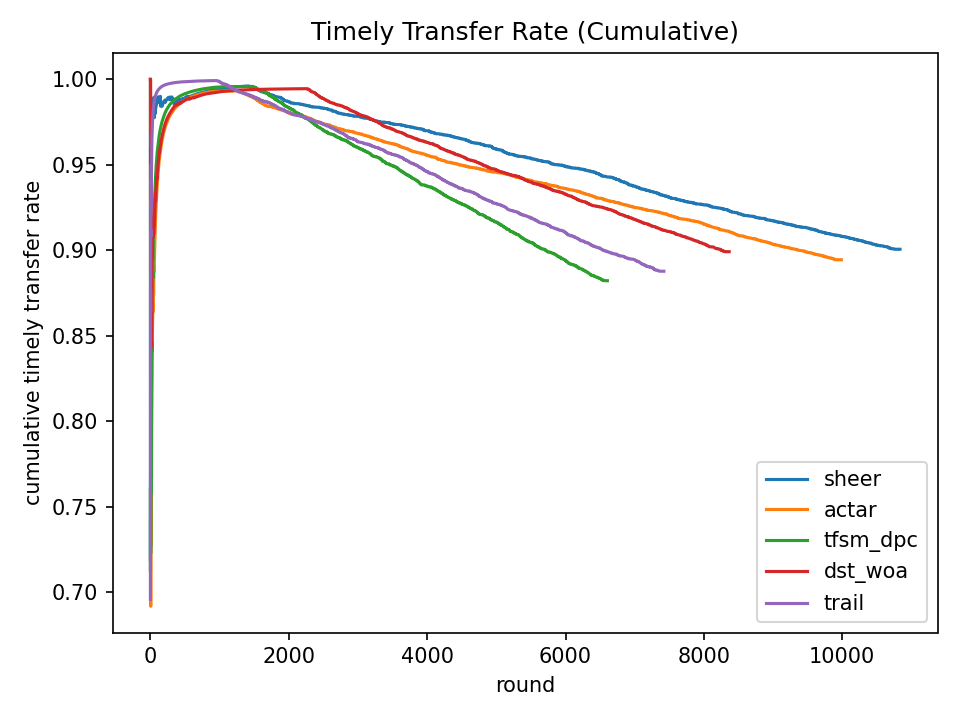 Timely Transfer Rate (Cumulative)
cumulative timely transfer rate
1.00
0.95
0.90
0.85
0.80
0.75
0.70
0 2000 4000 6000 8000 10000
round
sheer
actar
tfsm_dpc
dst_woa
trail